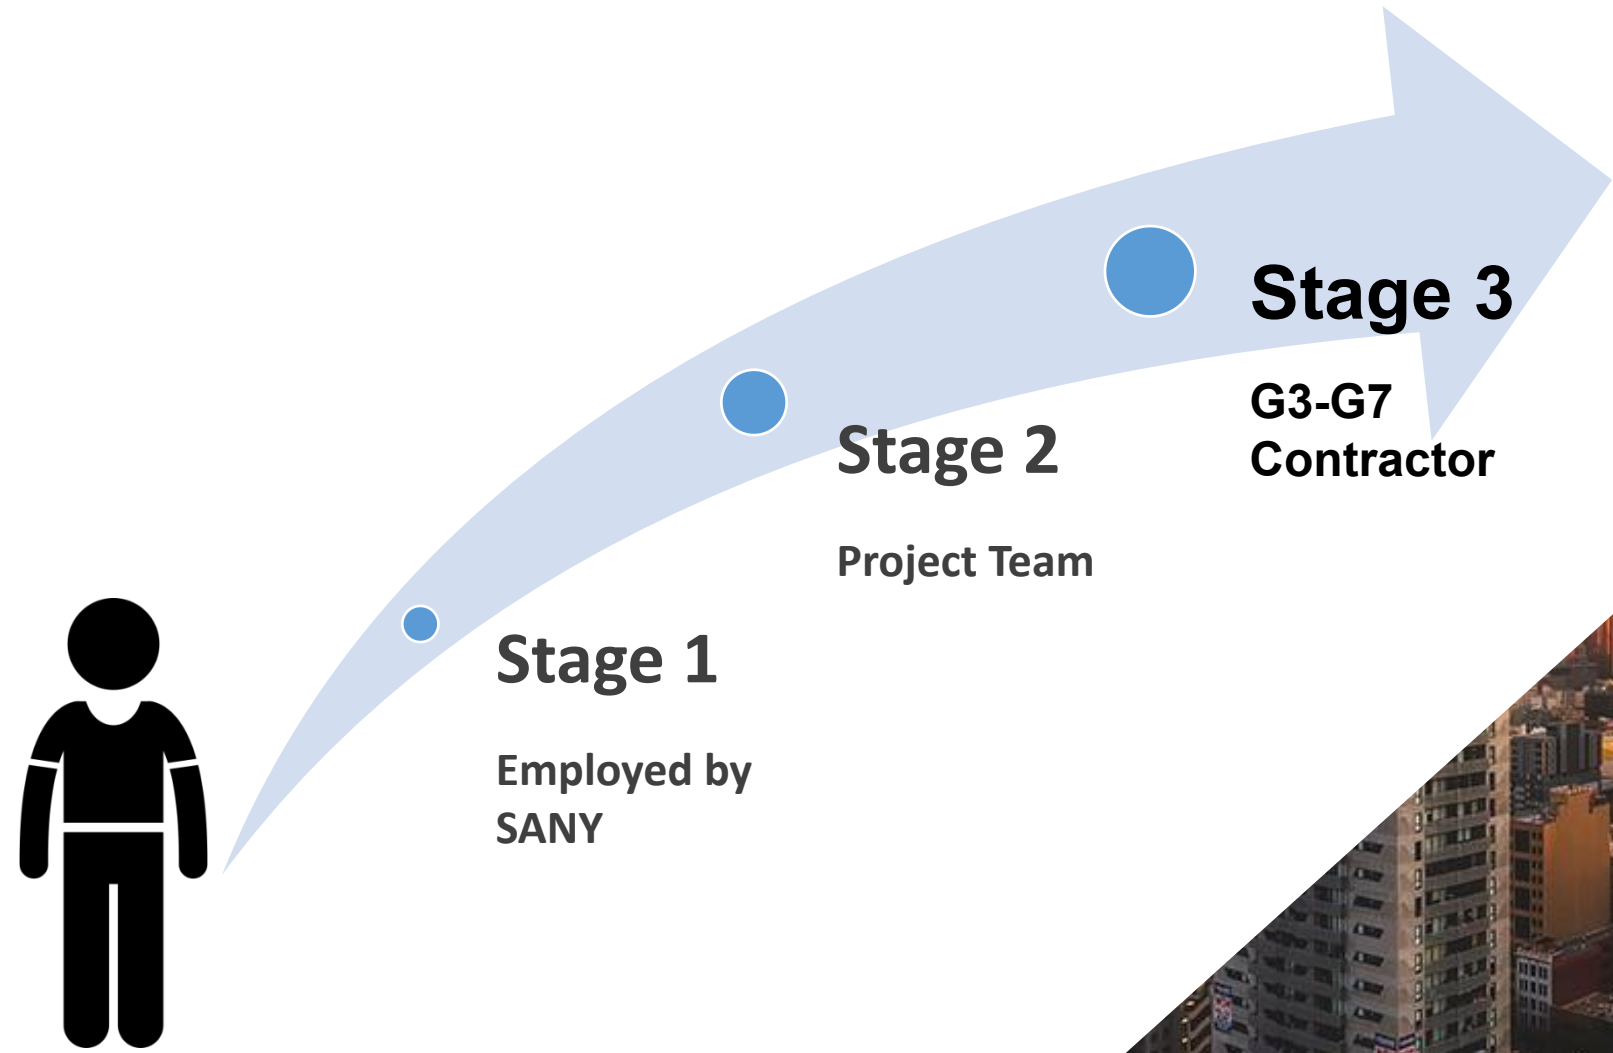 Stage 1
Employed by
SANY
Stage 2
Project Team
Stage 3
G3-G7
Contractor